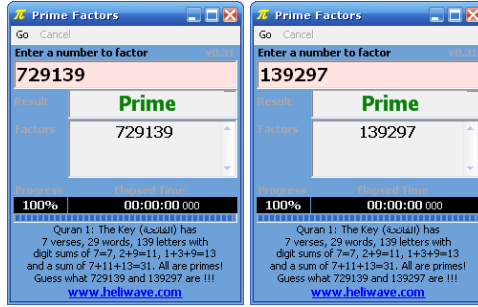 π Prime Factors
Go Cancel
Enter a number to factor v0.31
729139
Result Prime
Factors 729139
Progress Elapsed Time
100% 00:00:00 000
Quran 1: The Key (الفاتحة) has
7 verses, 29 words, 139 letters with
digit sums of 7=7, 2+9=11, 1+3+9=13
and a sum of 7+11+13=31. All are primes!
Guess what 729139 and 139297 are !!!
www.heliwave.com
π Prime Factors
Go Cancel
Enter a number to factor v0.31
139297
Result Prime
Factors 139297
Progress Elapsed Time
100% 00:00:00 000
Quran 1: The Key (الفاتحة) has
7 verses, 29 words, 139 letters with
digit sums of 7=7, 2+9=11, 1+3+9=13
and a sum of 7+11+13=31. All are primes!
Guess what 729139 and 139297 are !!!
www.heliwave.com